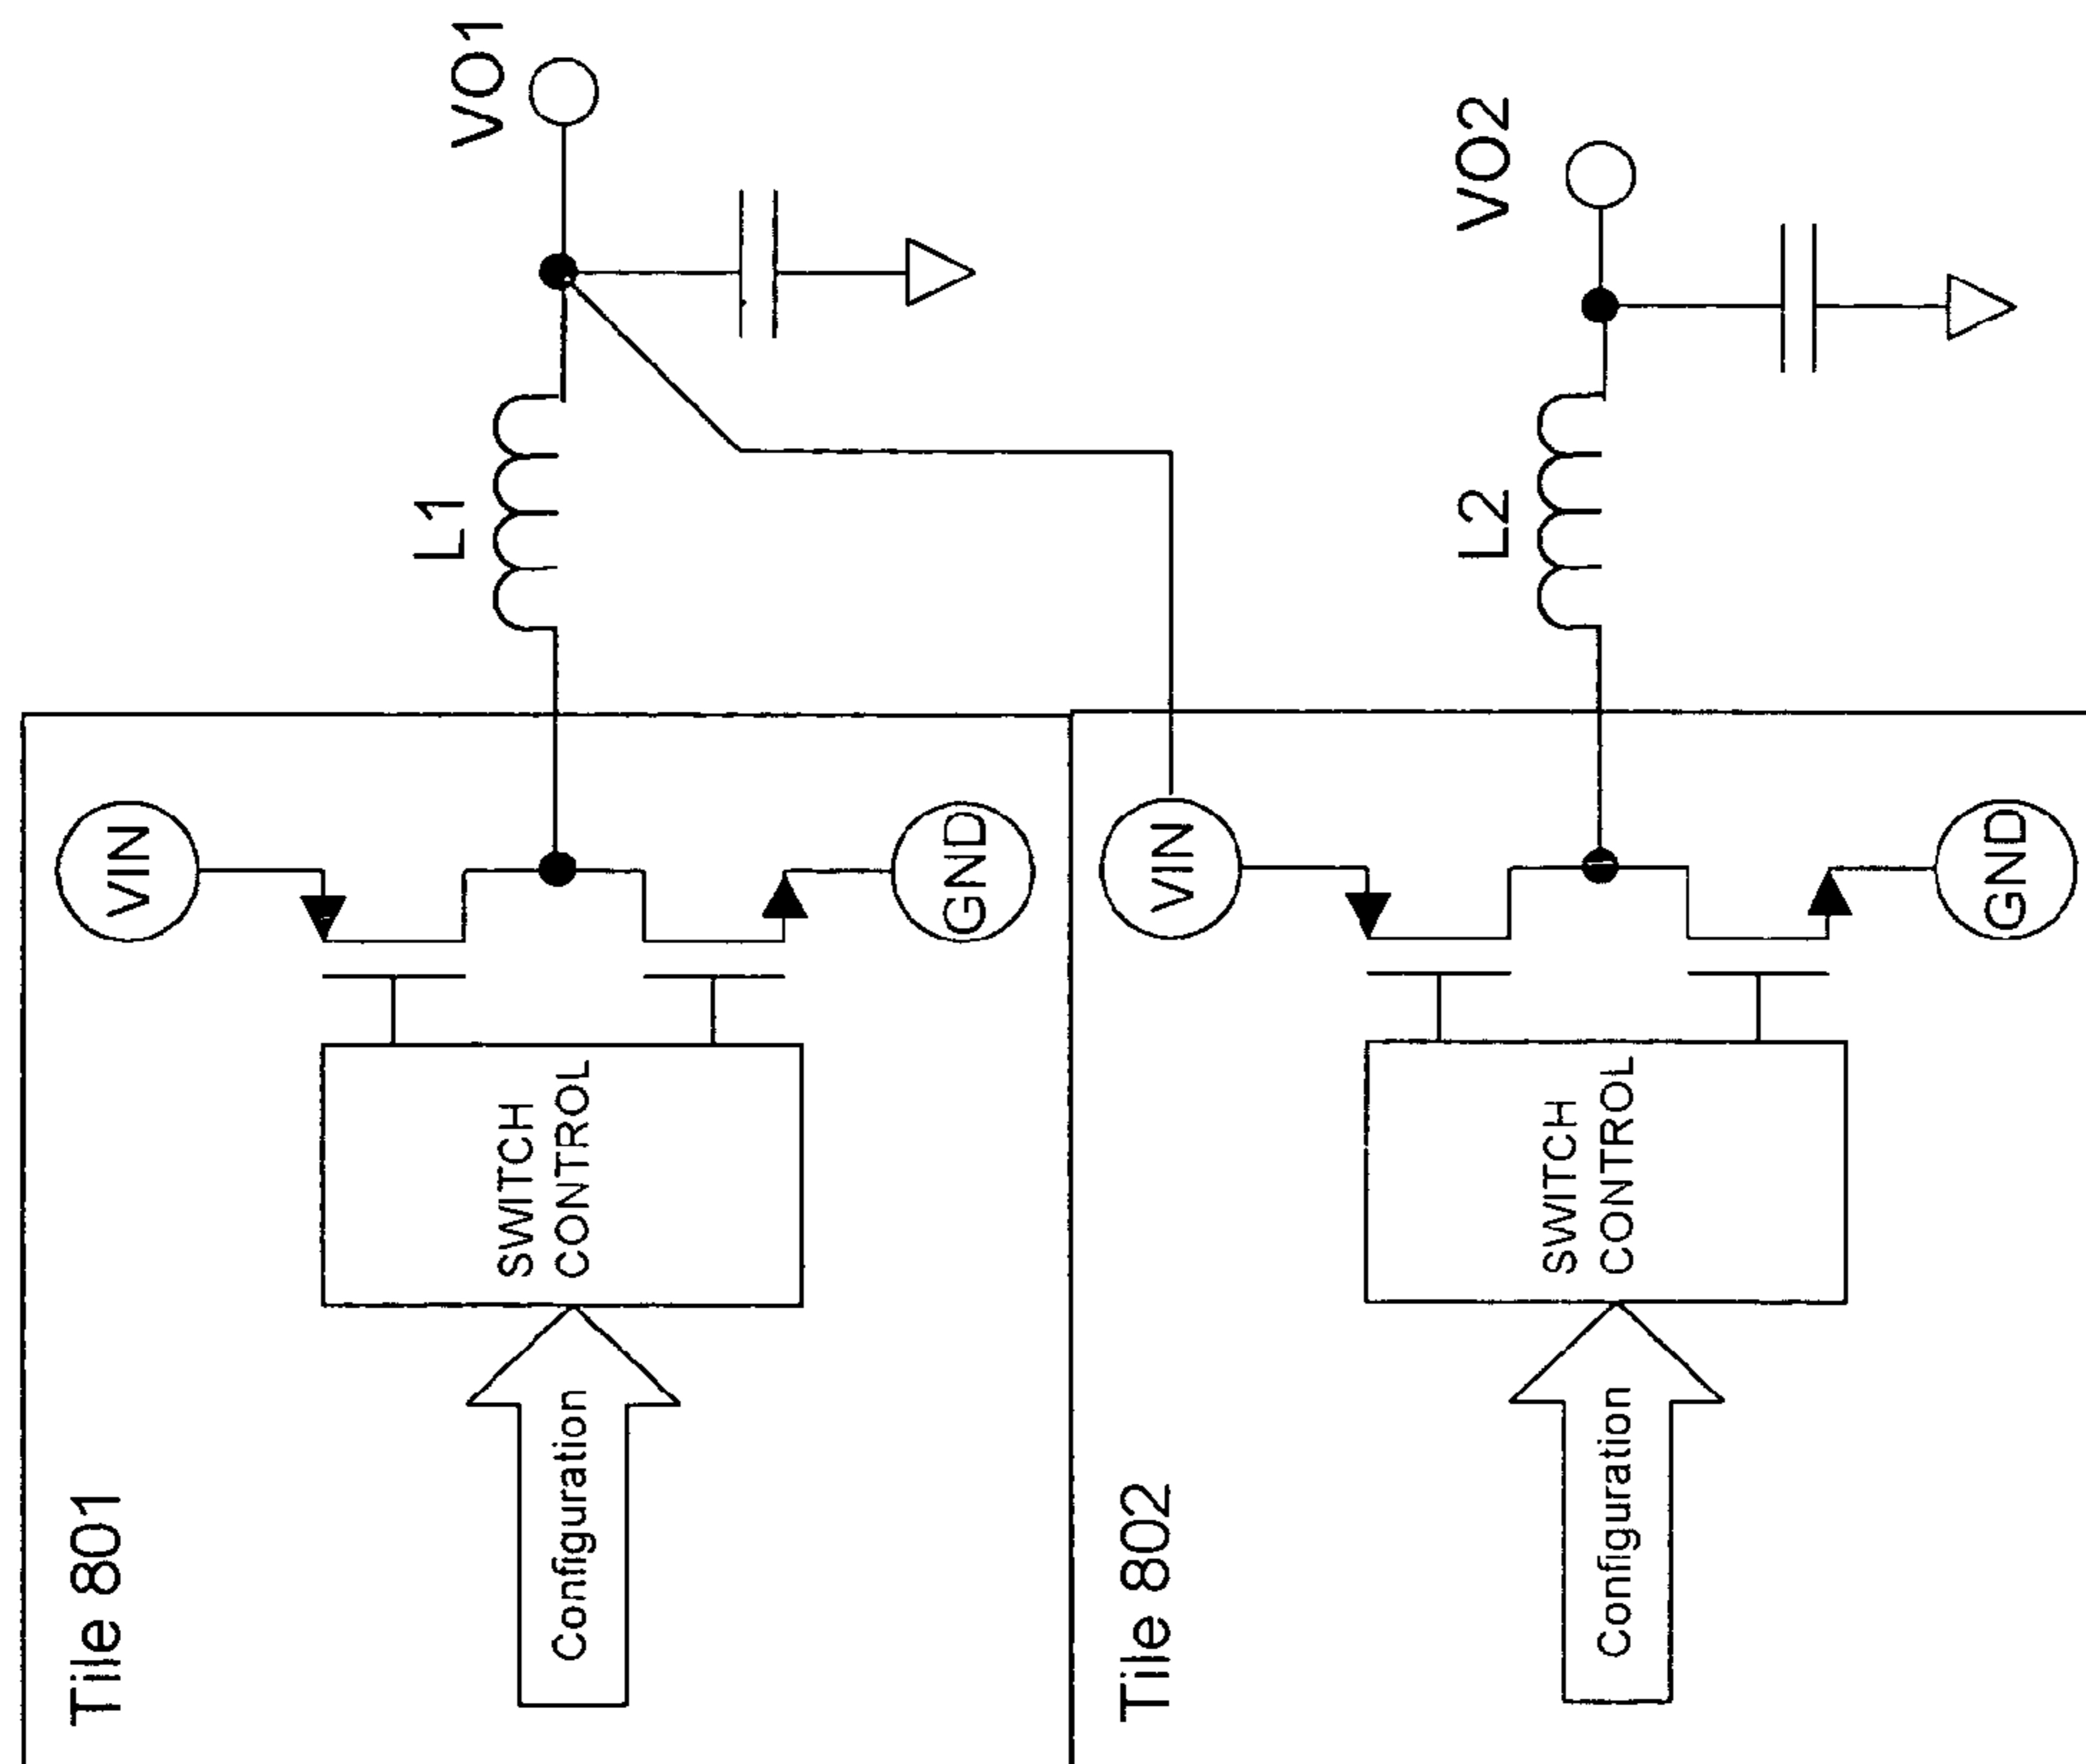 Tile 801
Configuration
SWITCH
CONTROL
VIN
GND
L1
VO1
Tile 802
Configuration
SWITCH
CONTROL
VIN
GND
L2
VO2